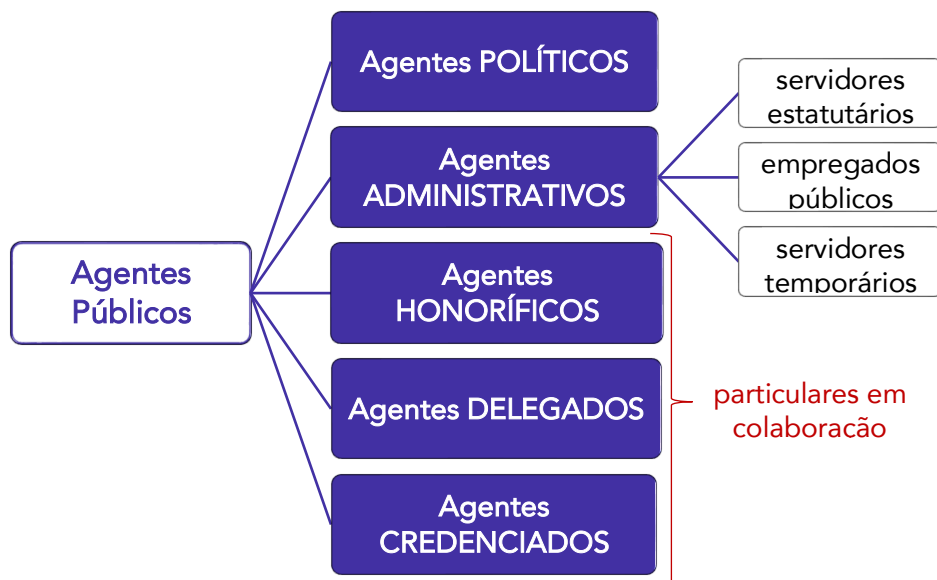 Agentes
Públicos
Agentes POLÍTICOS
Agentes
ADMINISTRATIVOS
servidores
estatutários
empregados
públicos
servidores
temporários
Agentes
HONORÍFICOS
Agentes DELEGADOS
Agentes
CREDENCIADOS
particulares em
colaboracão